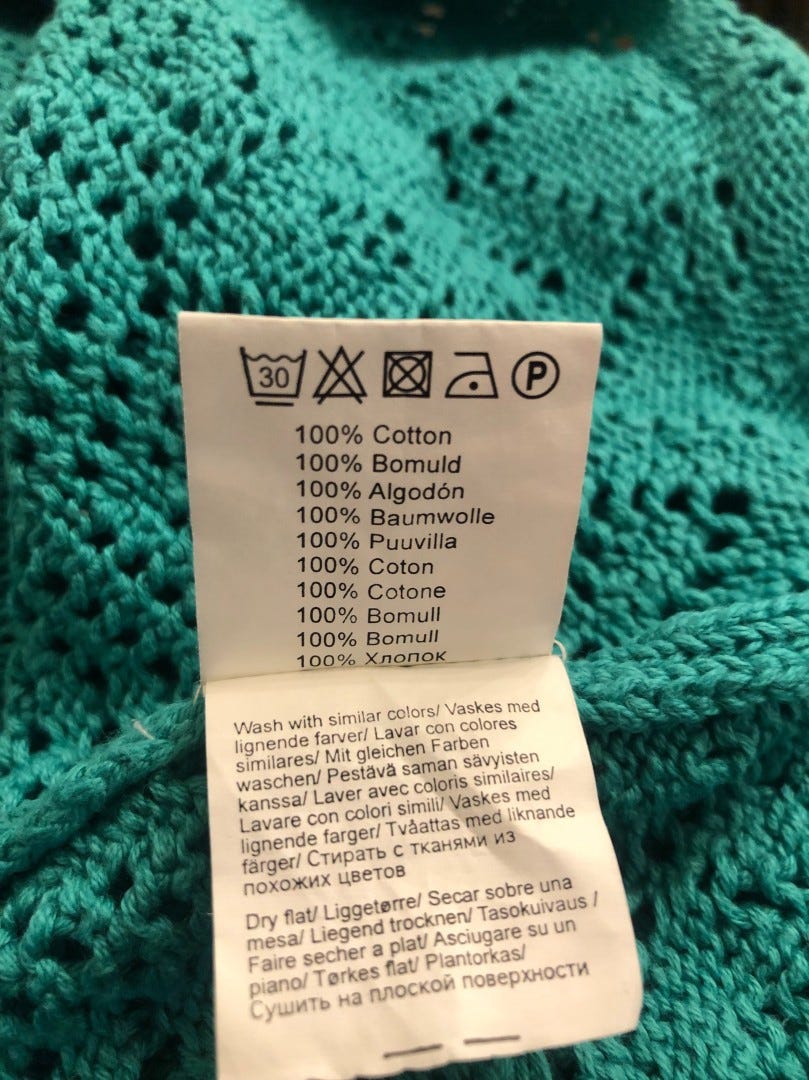 30 P
100% Cotton
100% Bomuld
100% Algodón
100% Baumwolle
100% Puuvilla
100% Coton
100% Cotone
100% Bomull
100% Bomull
100% Хлопок
Wash with similar colors/ Vaskes med
lignende farver/ Lavar con colores
similares/ Mit gleichen Farben
waschen/ Pestävä saman sävyisten
kanssa/ Laver avec coloris similaires/
Lavare con colori simili/ Vaskes med
lignende farger/ Tvåattas med liknande
färger/ Стирать с тканями из
похожих цветов
Dry flat/ Liggetørre/ Secar sobre una
mesa/ Liegend trocknen/ Tasokuivaus /
Faire secher a plat/ Asciugare su un
piano/ Tørkes flat/ Plantorkas/
Сушить на плоской поверхности